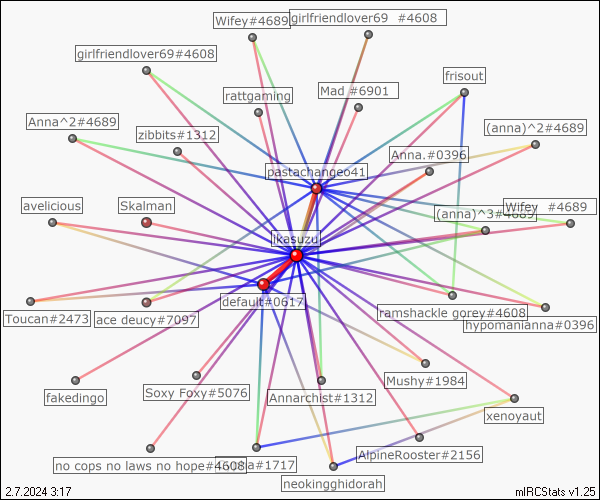 girlfriendlover69  #4608
Wifey#4689
girlfriendlover69#4608
frisout
Mad #6901
rattgaming
Anna^2#4689
(anna)^2#4689
zibbits#1312
Anna.#0396
pastachangeo41
avelicious
Skalman
Wifey  #4689
(anna)^3#4689
ikasuzu
default#0617
Toucan#2473
ace deucy#7097
ramshackle gorey#4608
hypomanianna#0396
Mushy#1984
fakedingo
Soxy Foxy#5076
Annarchist#1312
xenoyaut
AlpineRooster#2156
no cops no laws no hope#4608
#1717
neokingghidorah
2.7.2024 3:17
mIRCStats v1.25